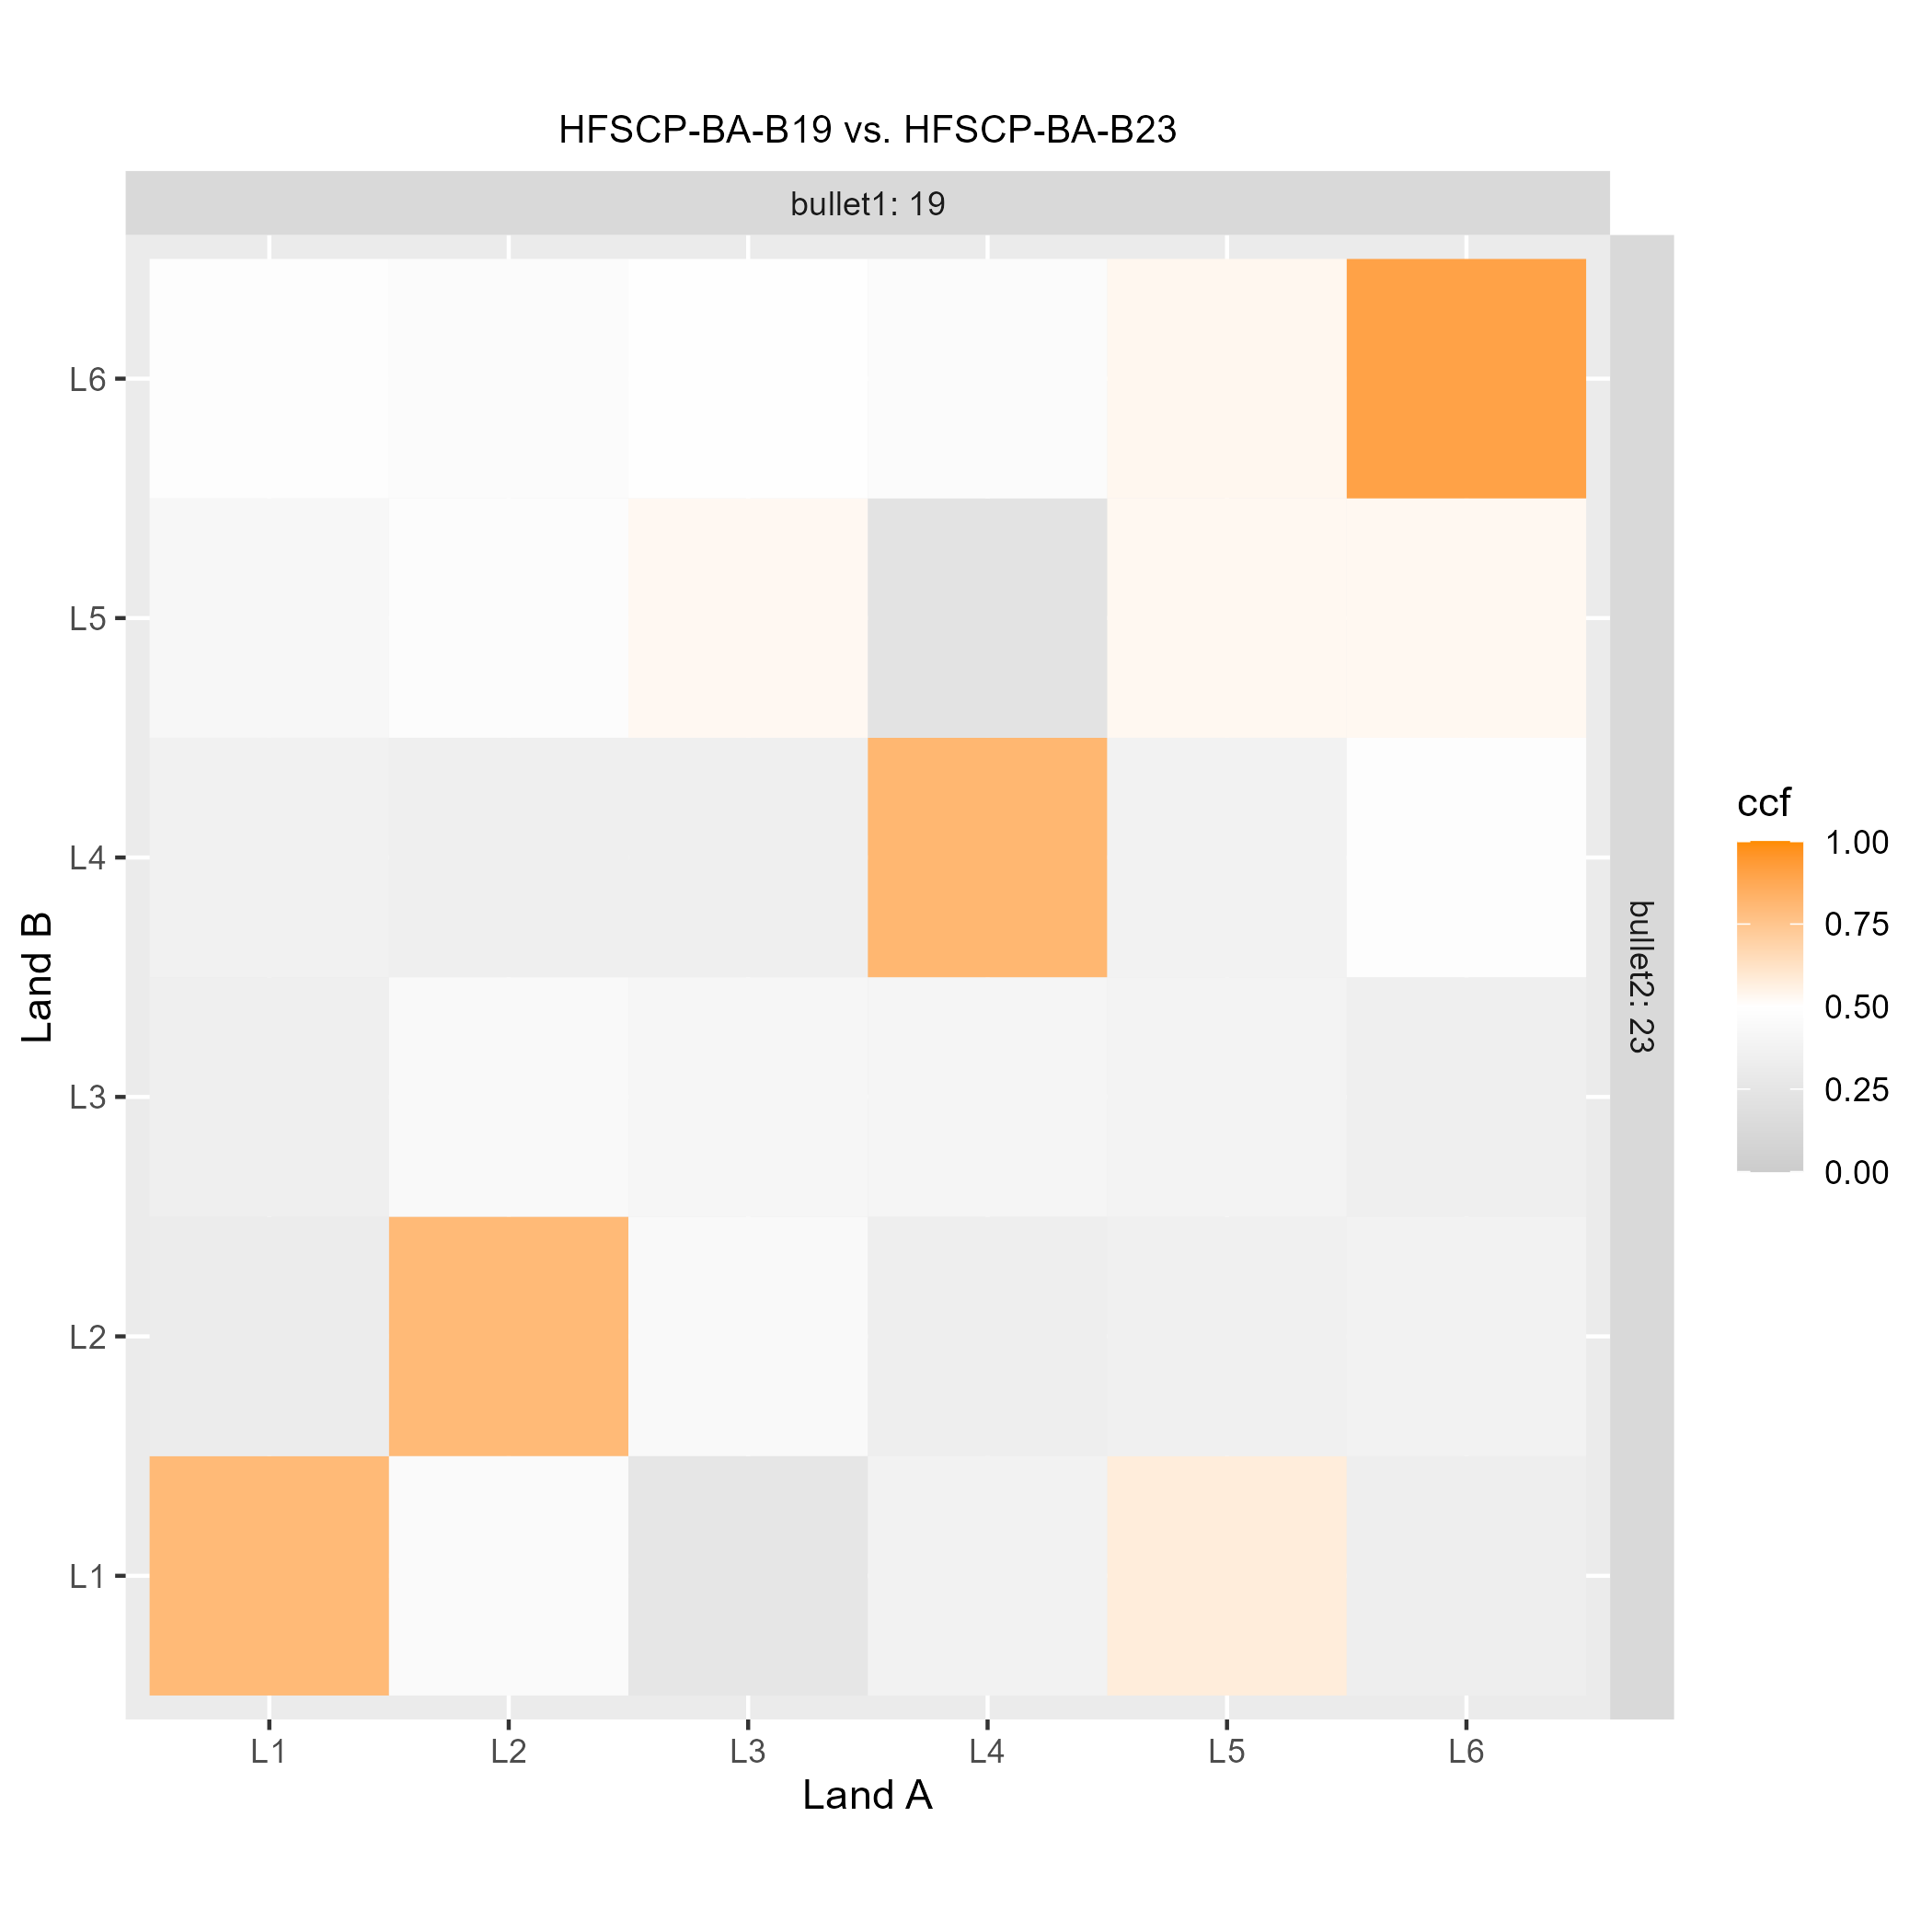 HFSCP-BA-B19 vs. HFSCP-BA-B23
bullet1: 19
L6
L5
L4
L3
L2
L1
Land B
bullet2: 23
L1 L2 L3 L4 L5 L6
Land A
ccf
1.00
0.75
0.50
0.25
0.00